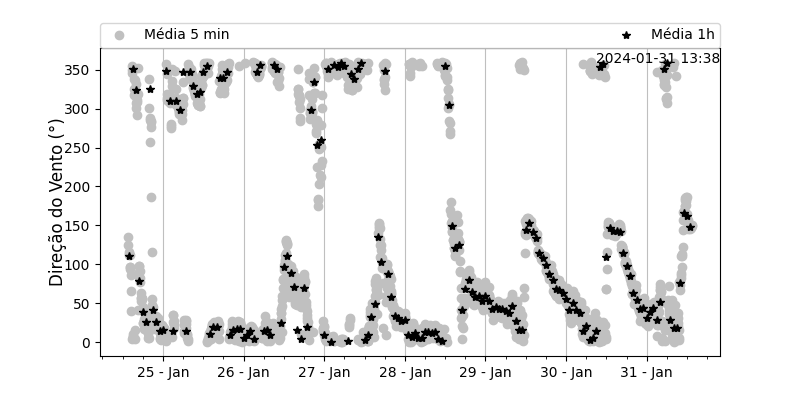 Média 5 min
Média 1h
2024-01-31 13:38
Direção do Vento (°)
350
300
250
200
150
100
50
0
25 - Jan
26 - Jan
27 - Jan
28 - Jan
29 - Jan
30 - Jan
31 - Jan